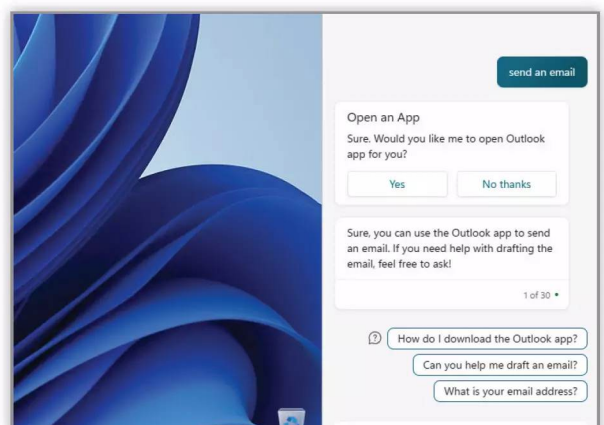 send an email
Open an App
Sure. Would you like me to open Outlook
app for you?
Yes
No thanks
Sure, you can use the Outlook app to send
an email. If you need help with drafting the
email, feel free to ask!
1 of 30
How do I download the Outlook app?
Can you help me draft an email?
What is your email address?